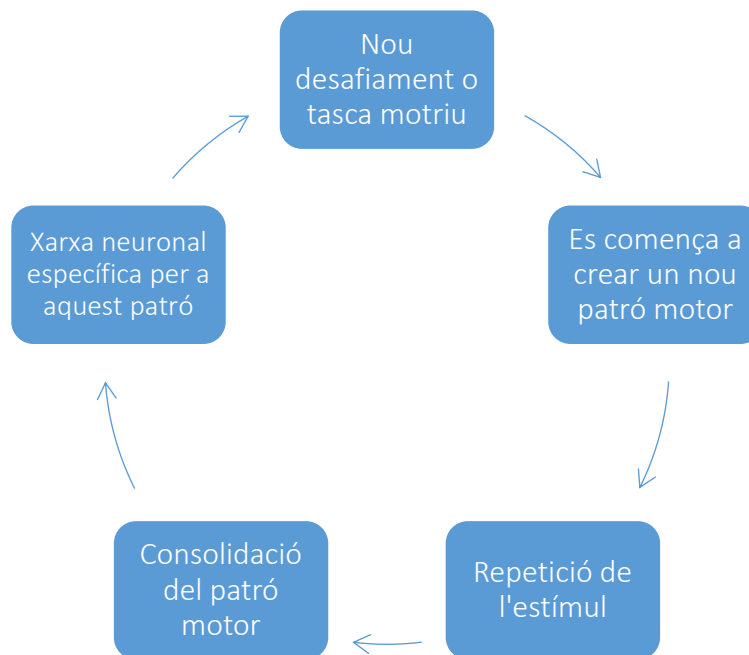 Nou
desafiament o
tasca motriu
Es comença a
crear un nou
patró motor
Repetició de
l'estímul
Consolidació
del patró
motor
Xarxa neuronal
específica per a
aquest patró